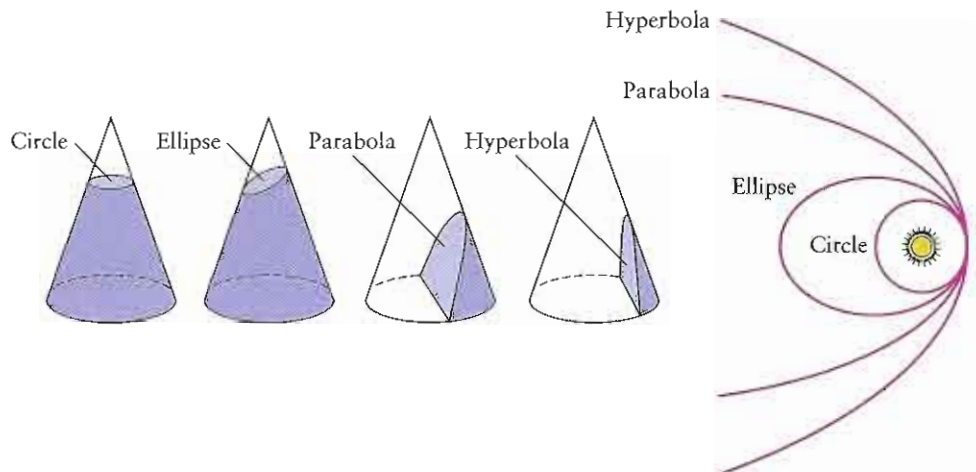 Circle
Ellipse
Parabola
Hyperbola
Hyperbola
Parabola
Ellipse
Circle